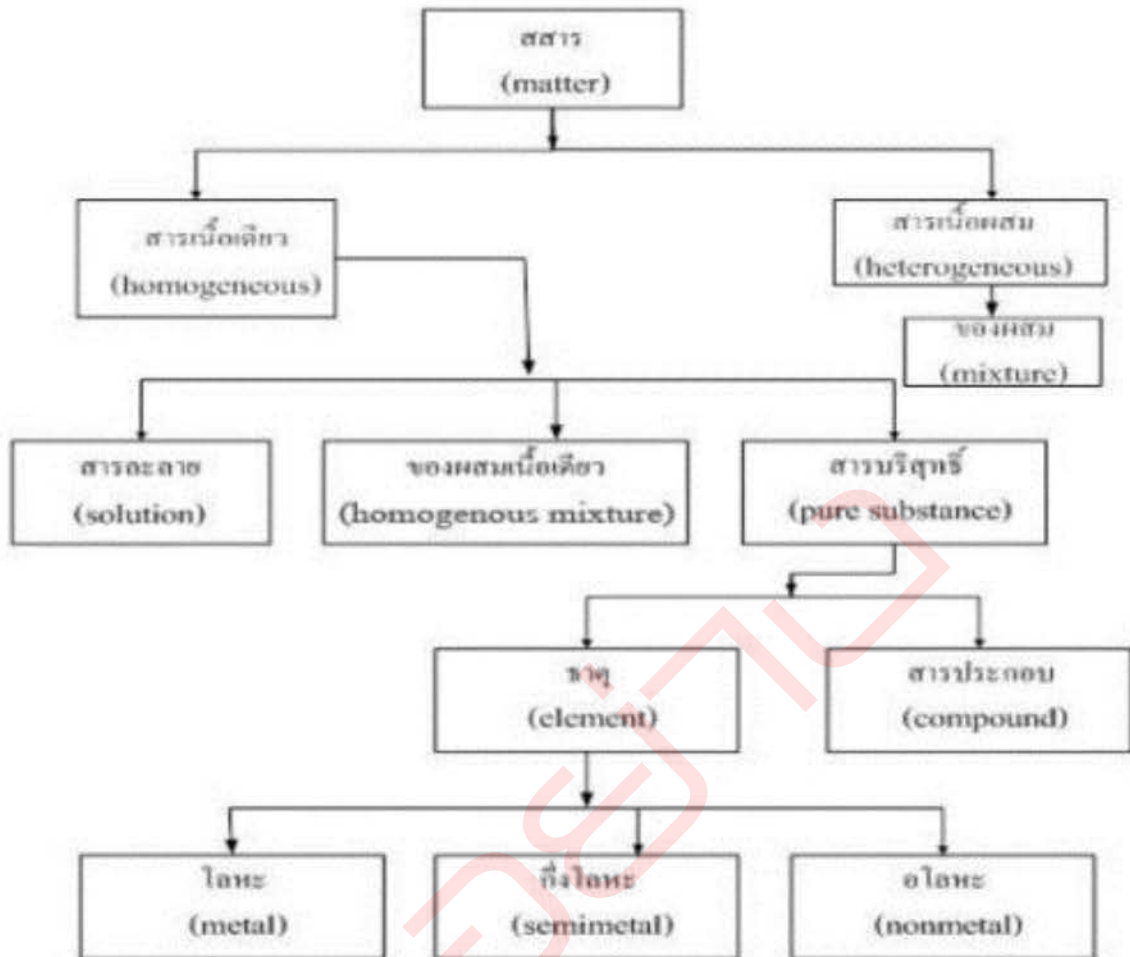 สสาร
(matter)
สารเนื้อเดียว
(homogeneous)
สารเนื้อผสม
(heterogeneous)
ของผสม
(mixture)
สารละลาย
(solution)
ของผสมเนื้อเดียว
(homogenous mixture)
สารบริสุทธิ์
(pure substance)
ธาตุ
(element)
สารประกอบ
(compound)
โลหะ
(metal)
กึ่งโลหะ
(semimetal)
อโลหะ
(nonmetal)